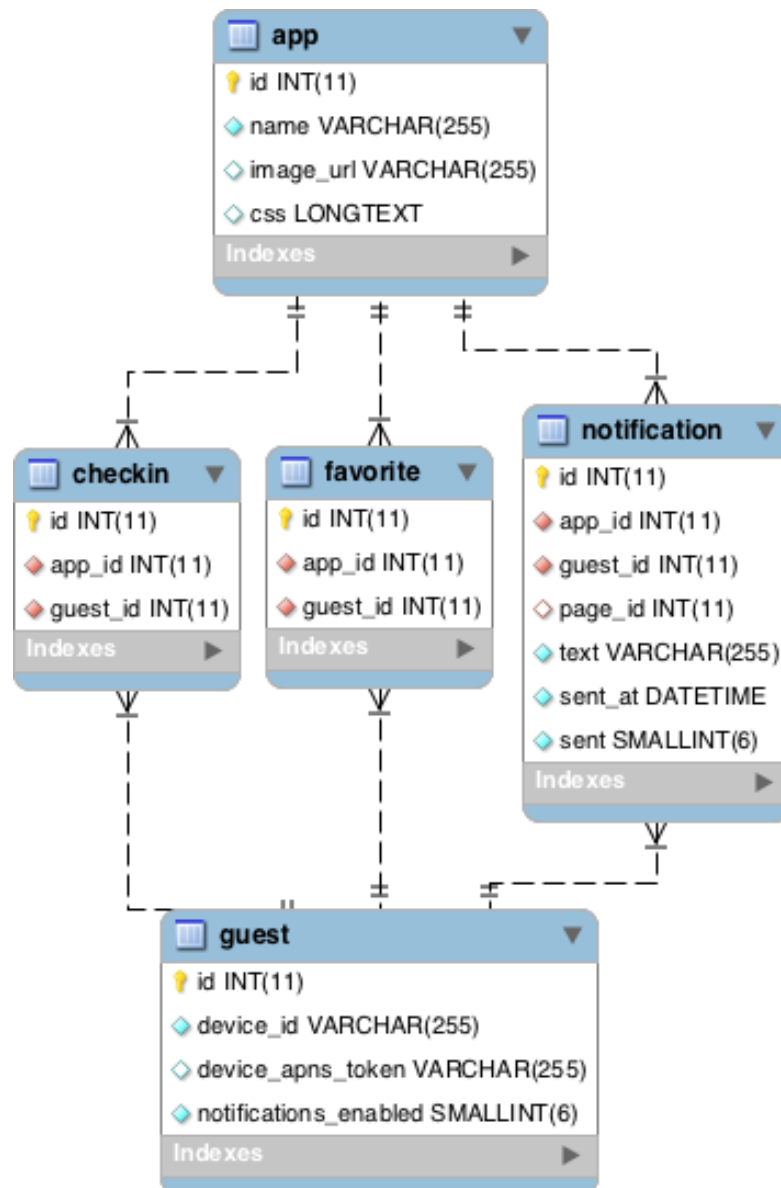 app
id INT(11)
name VARCHAR(255)
image_url VARCHAR(255)
css LONGTEXT
Indexes
checkin
id INT(11)
app_id INT(11)
guest_id INT(11)
Indexes
favorite
id INT(11)
app_id INT(11)
guest_id INT(11)
Indexes
notification
id INT(11)
app_id INT(11)
guest_id INT(11)
page_id INT(11)
text VARCHAR(255)
sent_at DATETIME
sent SMALLINT(6)
Indexes
guest
id INT(11)
device_id VARCHAR(255)
device_apns_token VARCHAR(255)
notifications_enabled SMALLINT(6)
Indexes